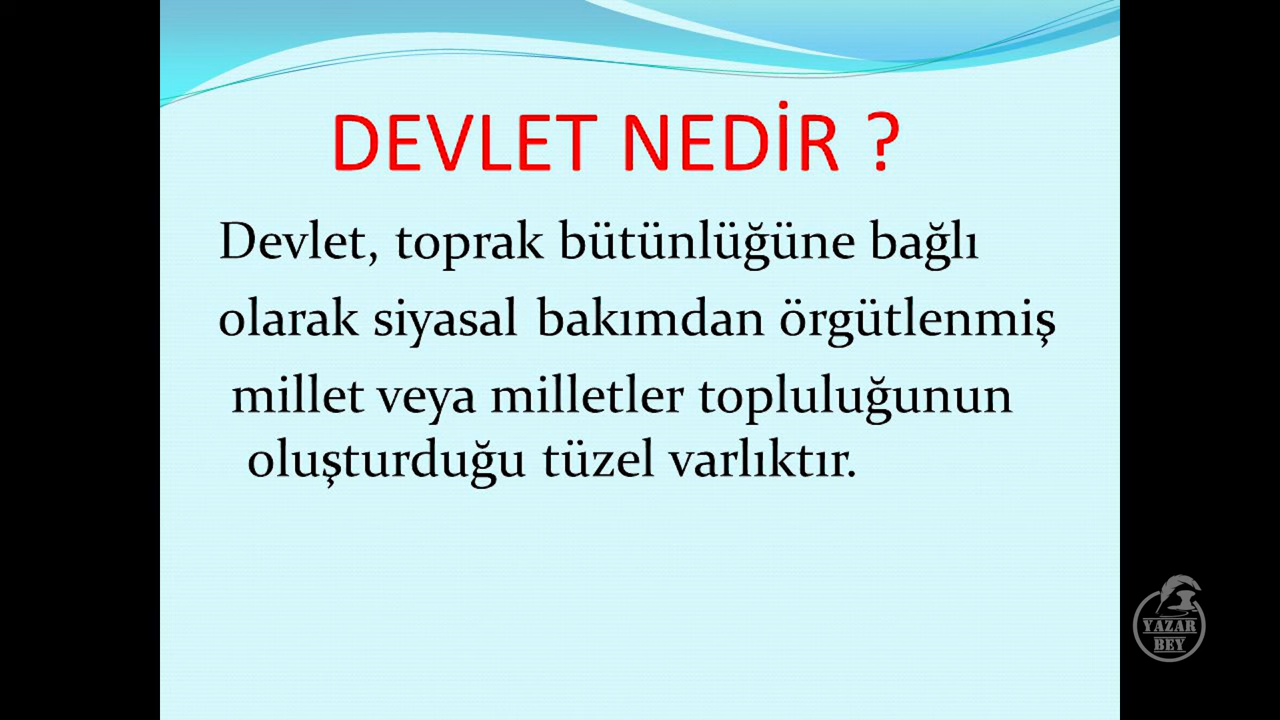 DEVLET NEDİR ?
Devlet, toprak bütünlüğüne bağlı
olarak siyasal bakımdan örgütlenmiş
millet veya milletler topluluğunun
oluşturduğu tüzel varlıktır.
YAZAR
BEY